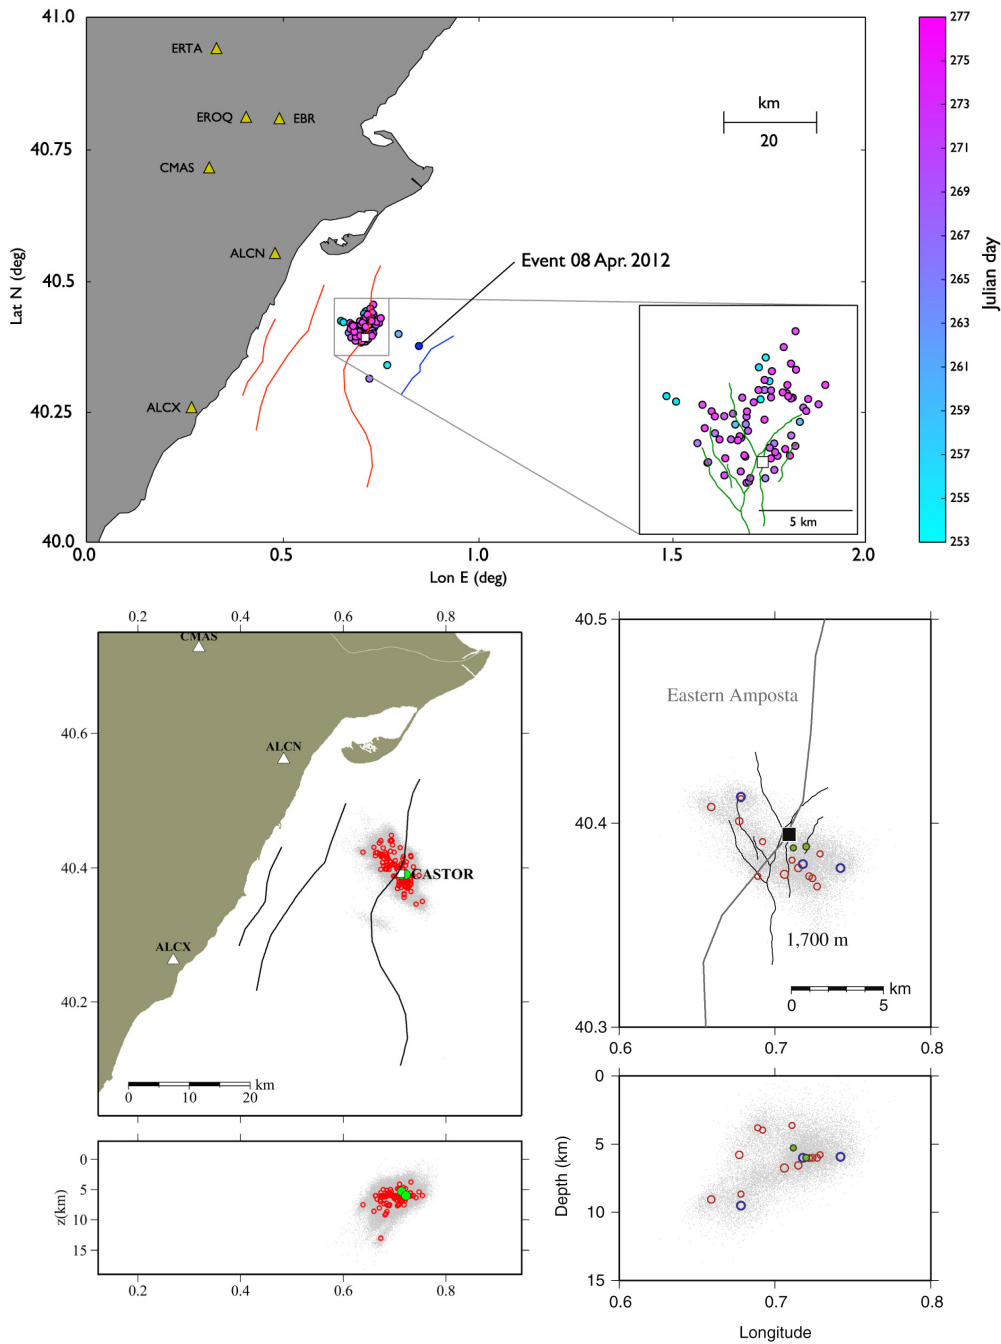 41.0
40.75
40.5
40.25
40.0
Lat N (deg)
0.0 0.5 1.0 1.5 2.0
Lon E (deg)
ERTA
EROQ
EBR
CMAS
ALCN
ALCX
km
20
Event 08 Apr. 2012
5 km
277
275
273
271
269
267
265
263
261
259
257
255
253
Julian day
0.2 0.4 0.6 0.8
CMAS
ALCN
ALCX
CASTOR
40.6
40.4
40.2
0 10 20 km
0
5
10
15
z(km)
0.2 0.4 0.6 0.8
40.5
40.4
40.3
Eastern Amposta
1,700 m
km
0 5
0.6 0.7 0.8
0
5
10
15
Depth (km)
0.6 0.7 0.8
Longitude